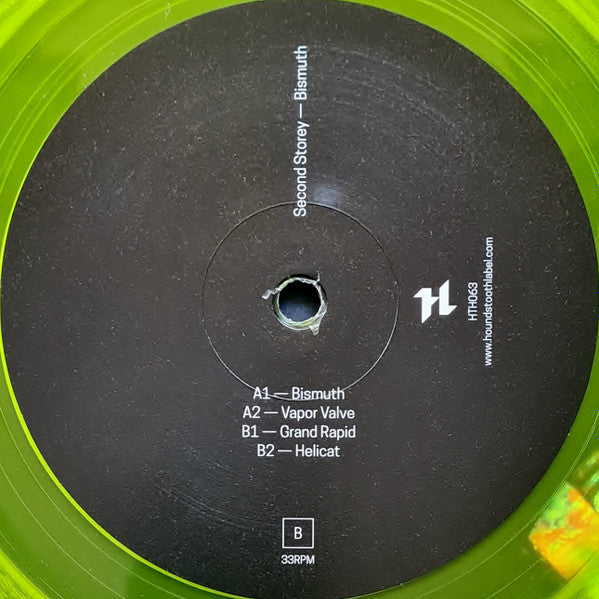 Second Storey — Bismuth
H
HTH063
www.houndstoothlabel.com
A1 — Bismuth
A2 — Vapor Valve
B1 — Grand Rapid
B2 — Helicat
B
33RPM